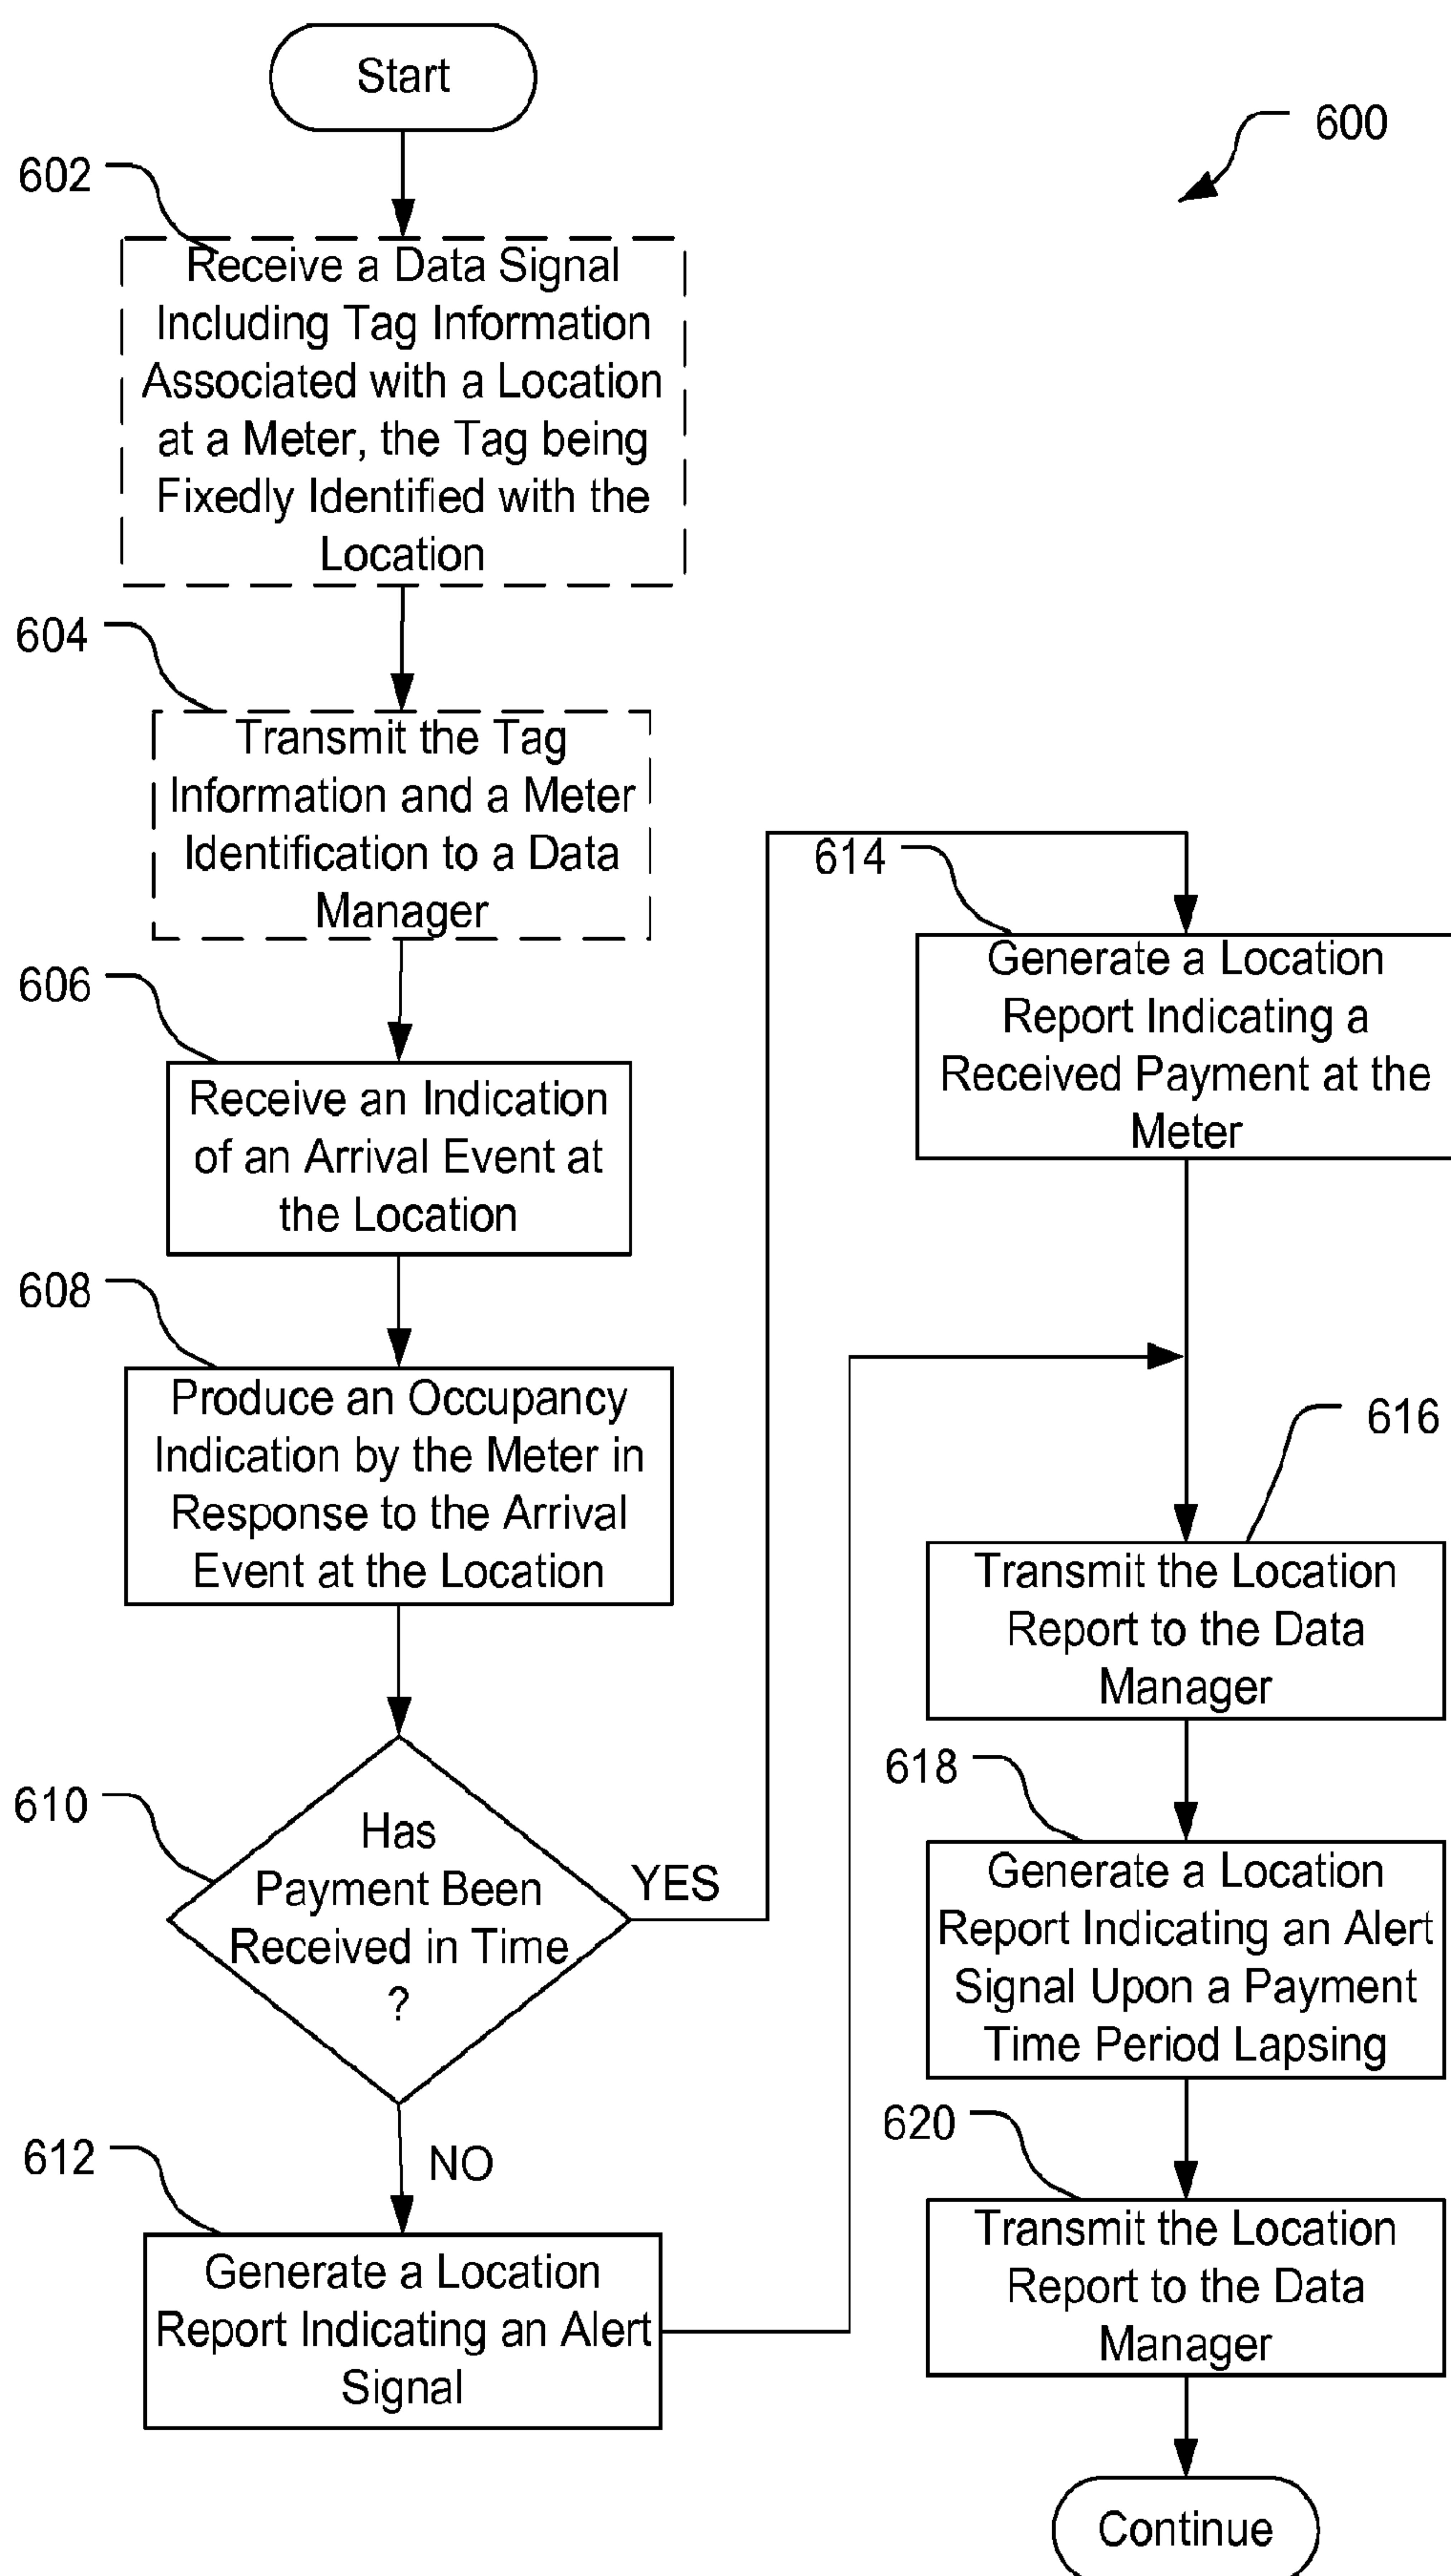 Start
600
602
Receive a Data Signal
Including Tag Information
Associated with a Location
at a Meter, the Tag being
Fixedly Identified with the
Location
604
Transmit the Tag
Information and a Meter
Identification to a Data
Manager
606
Receive an Indication
of an Arrival Event at
the Location
608
Produce an Occupancy
Indication by the Meter in
Response to the Arrival
Event at the Location
610
Has
Payment Been
Received in Time
?
YES
NO
612
Generate a Location
Report Indicating an Alert
Signal
614
Generate a Location
Report Indicating a
Received Payment at the
Meter
616
Transmit the Location
Report to the Data
Manager
618
Generate a Location
Report Indicating an Alert
Signal Upon a Payment
Time Period Lapsing
620
Transmit the Location
Report to the Data
Manager
Continue